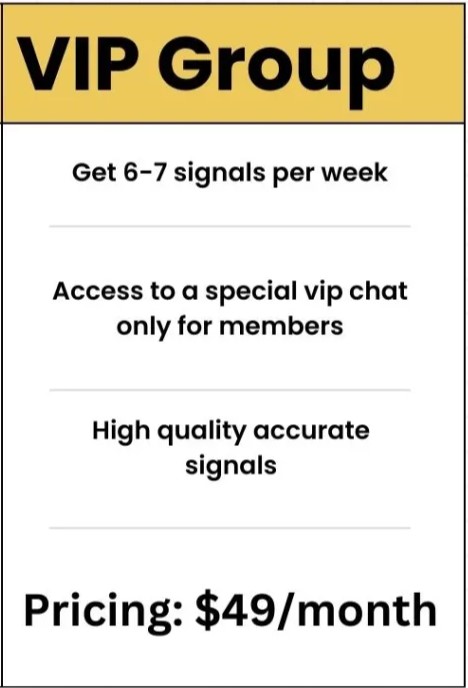 VIP Group
Get 6-7 signals per week
Access to a special vip chat
only for members
High quality accurate
signals
Pricing: $49/month